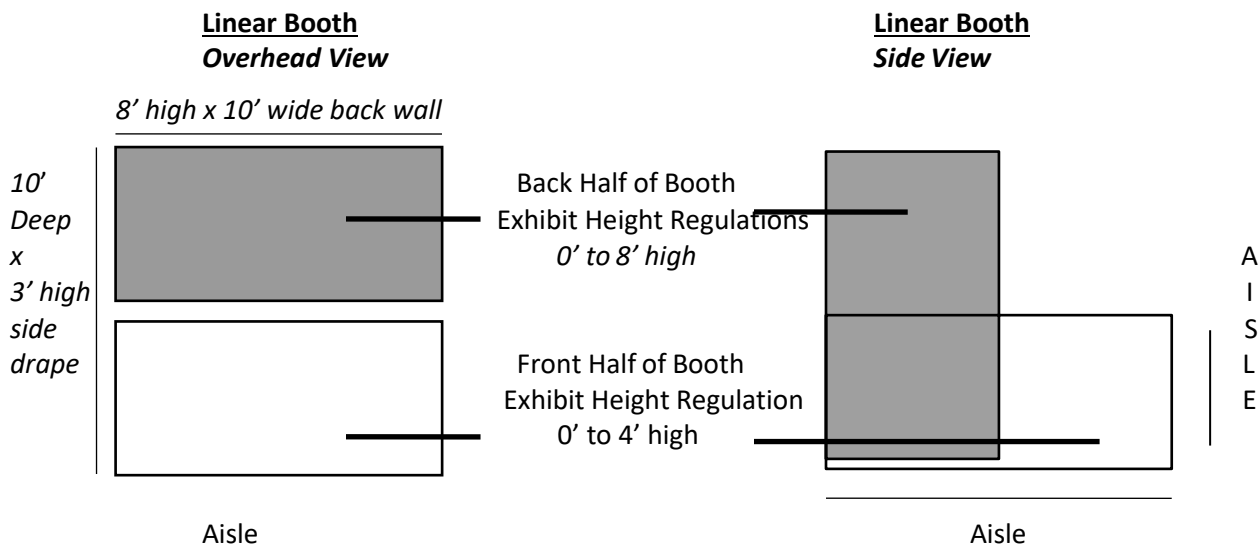 Linear Booth
Overhead View
8’ high x 10’ wide back wall
10’
Deep
x
3’ high
side
drape
Aisle
Back Half of Booth
Exhibit Height Regulations
0’ to 8’ high
Front Half of Booth
Exhibit Height Regulation
0’ to 4’ high
Linear Booth
Side View
A
I
S
L
E
Aisle